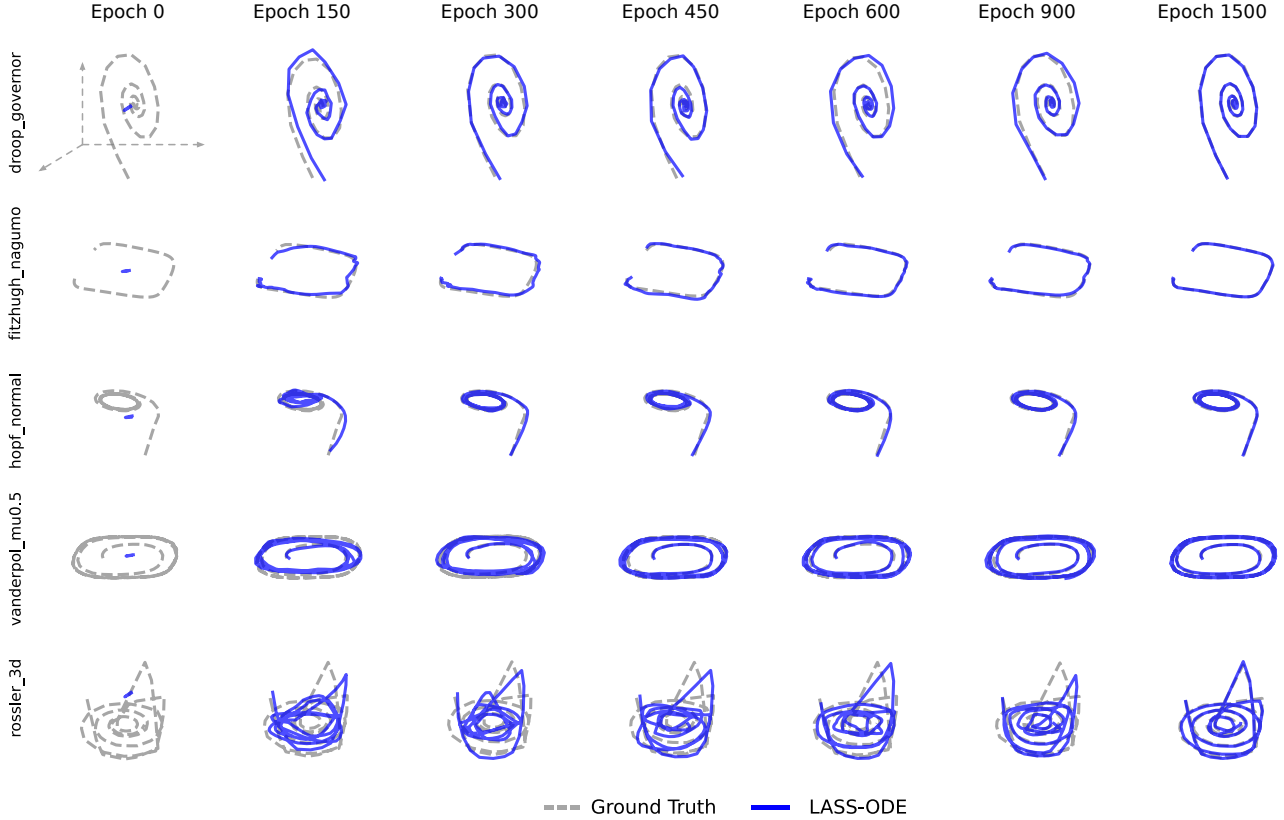 Epoch 0 Epoch 150 Epoch 300 Epoch 450 Epoch 600 Epoch 900 Epoch 1500
droop_governor
fitzhugh_nagumo
hopf_normal
vanderpol_mu0.5
rossler_3d
Ground Truth LASS-ODE